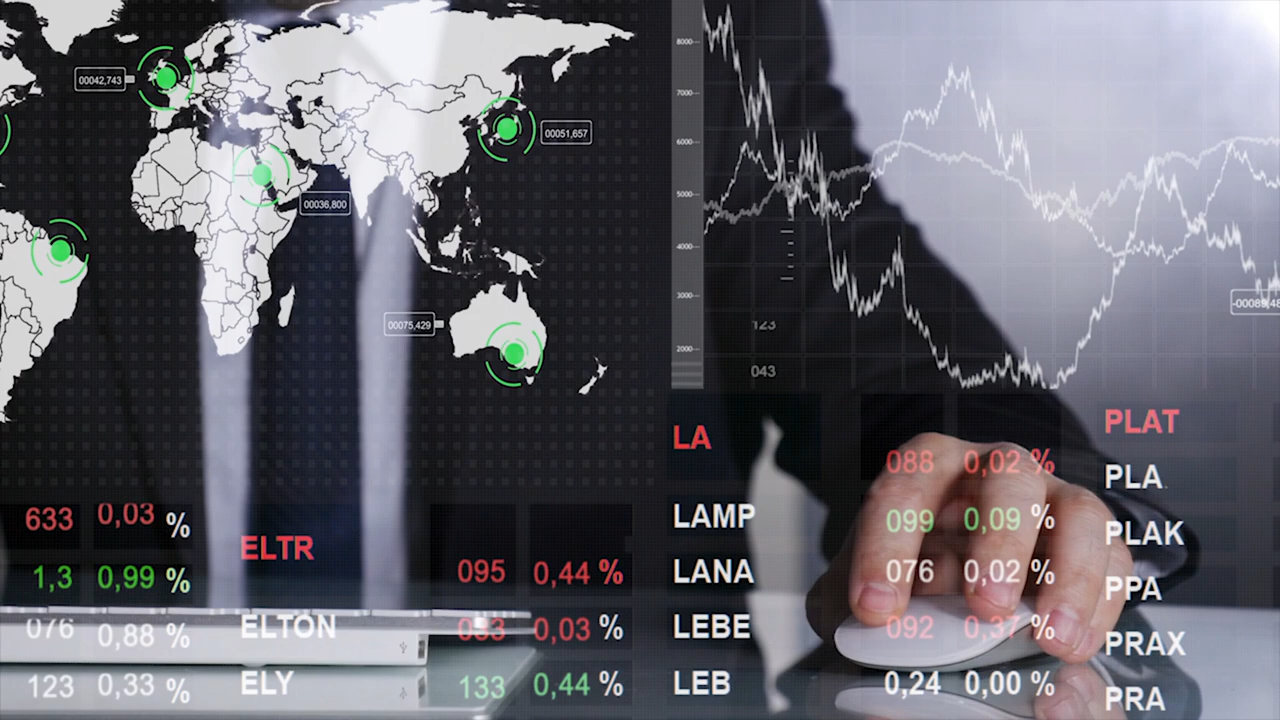 00042,743
00051,657
00036,800
00075,429
8000
7000
6000
5000
4000
3000
2000
123
043
633 0,03 %
1,3 0,99 %
076 0,88 %
123 0,33 %
ELTR
ELTON
ELY
095 0,44 %
0,03 %
133 0,44 %
LA 088 0,02 %
LAMP 099 0,09 %
LANA 076 0,02 %
LEBE 092 0,37 %
LEB 0,24 0,00 %
PLAT
PLA
PLAK
PPA
PRAX
PRA